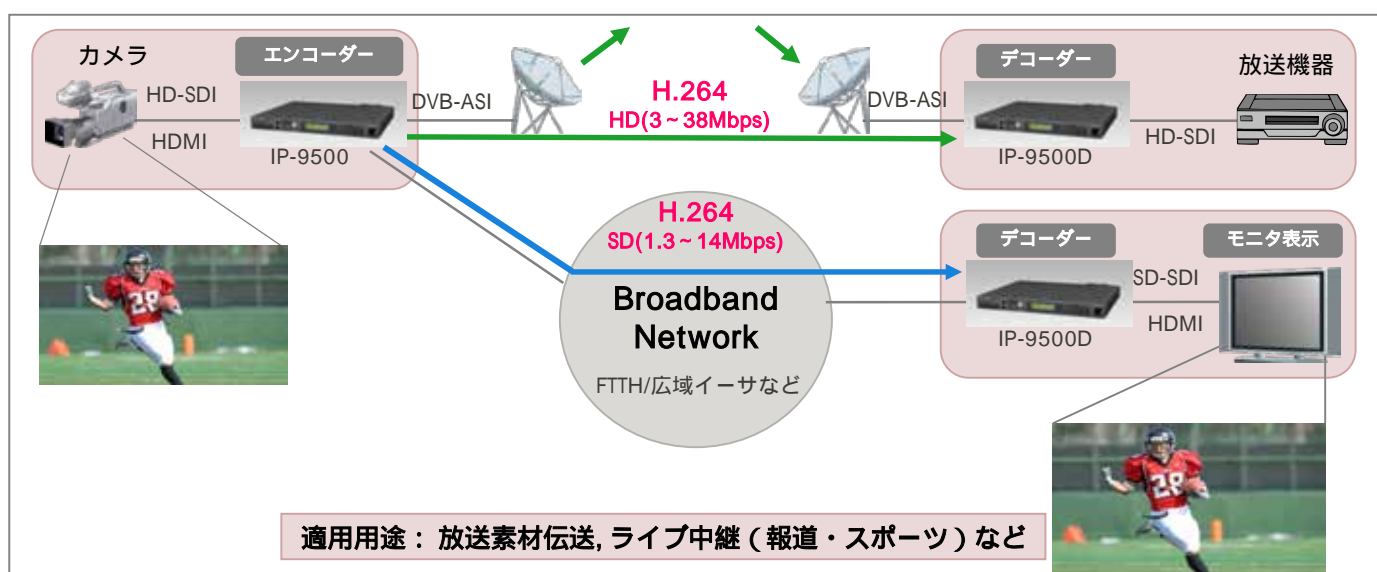 カメラ
エンコーダー
HD-SDI
HDMI
IP-9500
DVB-ASI
H.264
HD(3~38Mbps)
DVB-ASI
デコーダー
放送機器
IP-9500D
HD-SDI
H.264
SD(1.3~14Mbps)
Broadband
Network
FTTH/広域イーサなど
デコーダー
モニタ表示
SD-SDI
HDMI
IP-9500D
28
28
適用用途： 放送素材伝送, ライブ中継（報道・スポーツ）など